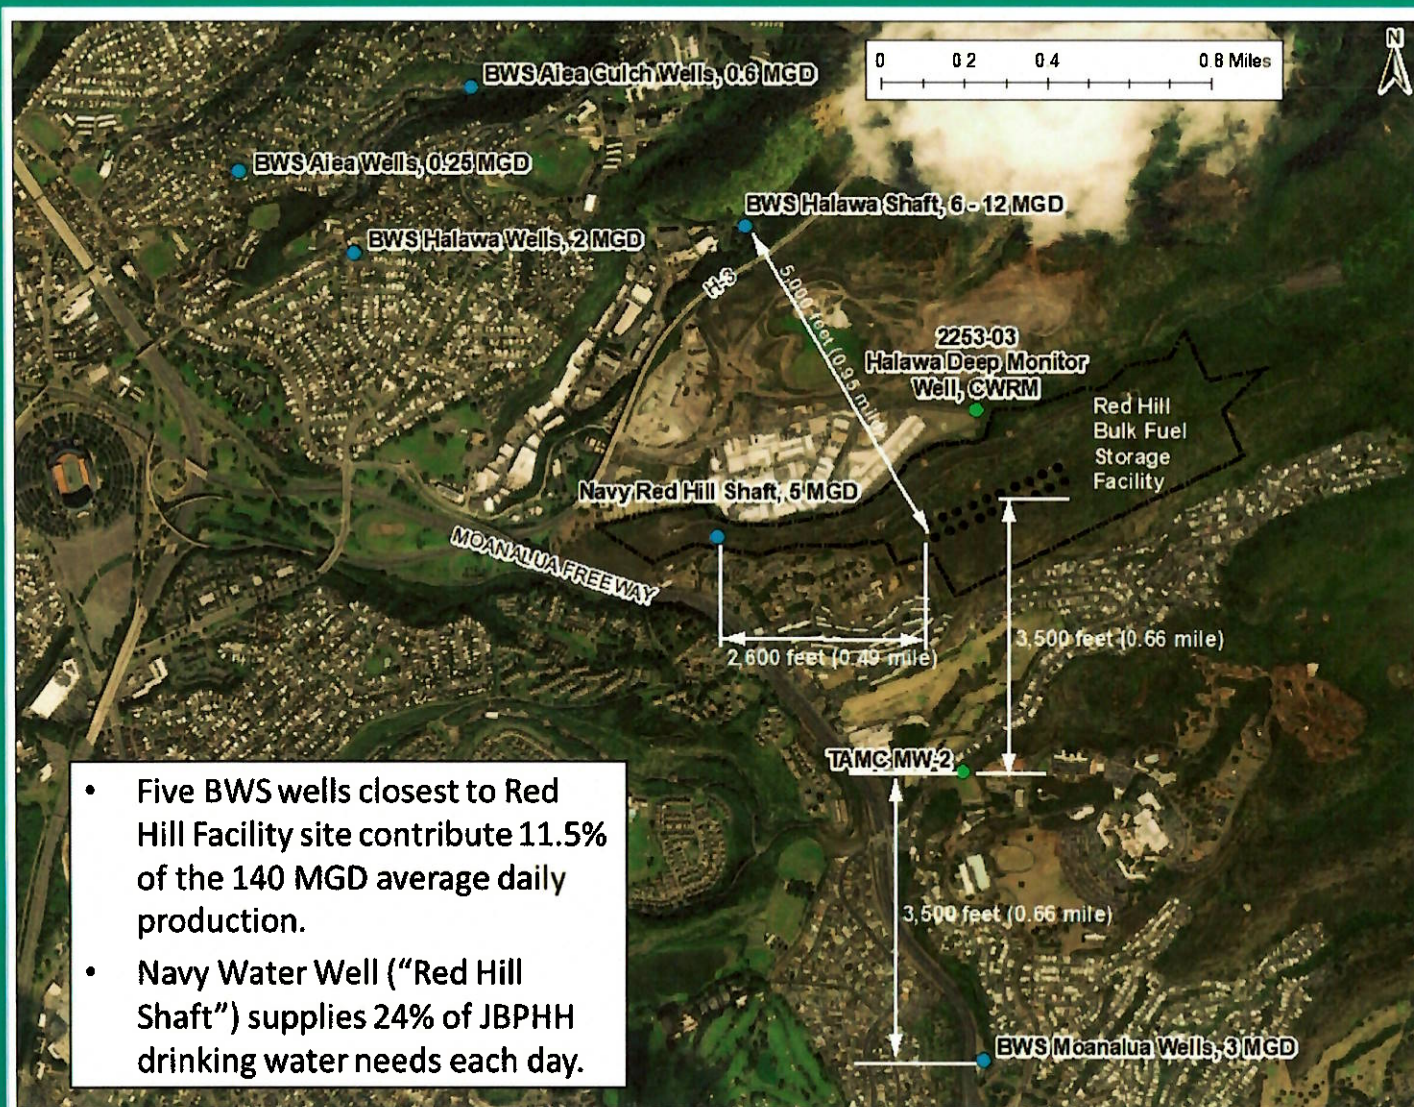 N
0 0 2 0 4 0.8 Miles
BWS Aiea Gulch Wells, 0.6 MGD
BWS Aiea Wells, 0.25 MGD
BWS Halawa Shaft, 6 - 12 MGD
BWS Halawa Wells, 2 MGD
H-3
5,000 feet (0.95 mile)
2253-03
Halawa Deep Monitor
Well, CWRM
Red Hill
Bulk Fuel
Storage
Facility
Navy Red Hill Shaft, 5 MGD
MOANALUA FREEWAY
2,600 feet (0.49 mile)
3,500 feet (0.66 mile)
TAMC MW-2
3,500 feet (0.66 mile)
BWS Moanalua Wells, 3 MGD
• Five BWS wells closest to Red
Hill Facility site contribute 11.5%
of the 140 MGD average daily
production.
• Navy Water Well (“Red Hill
Shaft”) supplies 24% of JBPHH
drinking water needs each day.